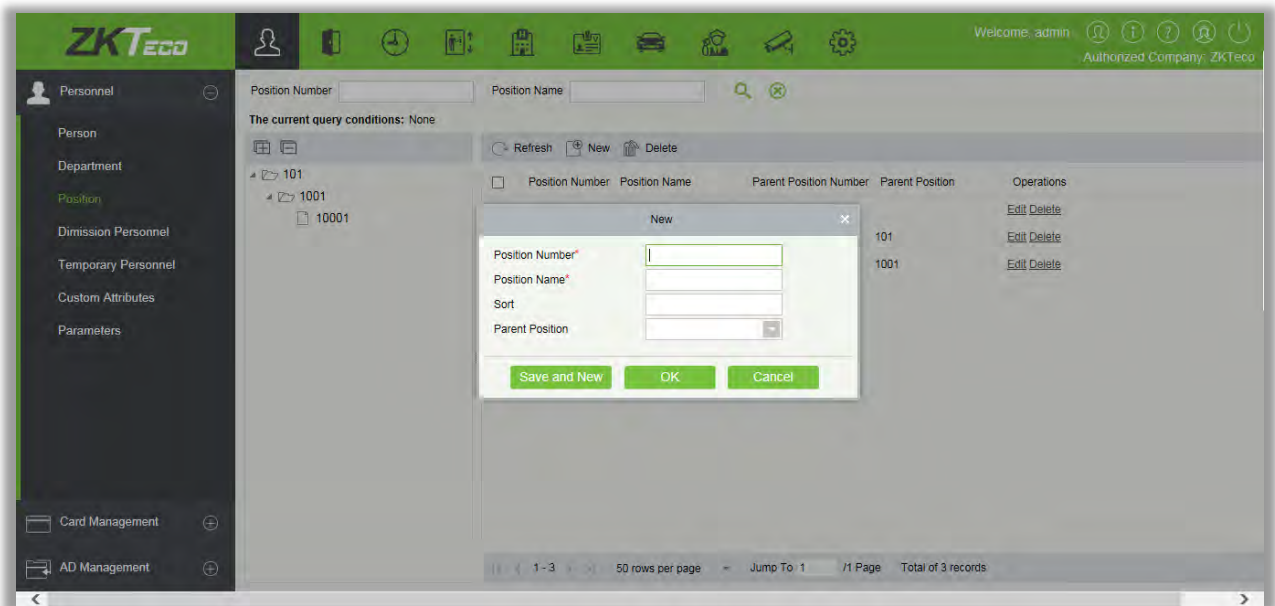 ZKTeco
Welcome: admin
Authorized Company: ZKTeco
Personnel
Person
Department
Position
Dimission Personnel
Temporary Personnel
Custom Attributes
Parameters
Card Management
AD Management
Position Number Position Name
The current query conditions: None
101
1001
10001
Refresh New Delete
Position Number Position Name Parent Position Number Parent Position Operations
Edit Delete
101 Edit Delete
1001 Edit Delete
New
Position Number*
Position Name*
Sort
Parent Position
Save and New OK Cancel
1-3 50 rows per page Jump To 1 /1 Page Total of 3 records